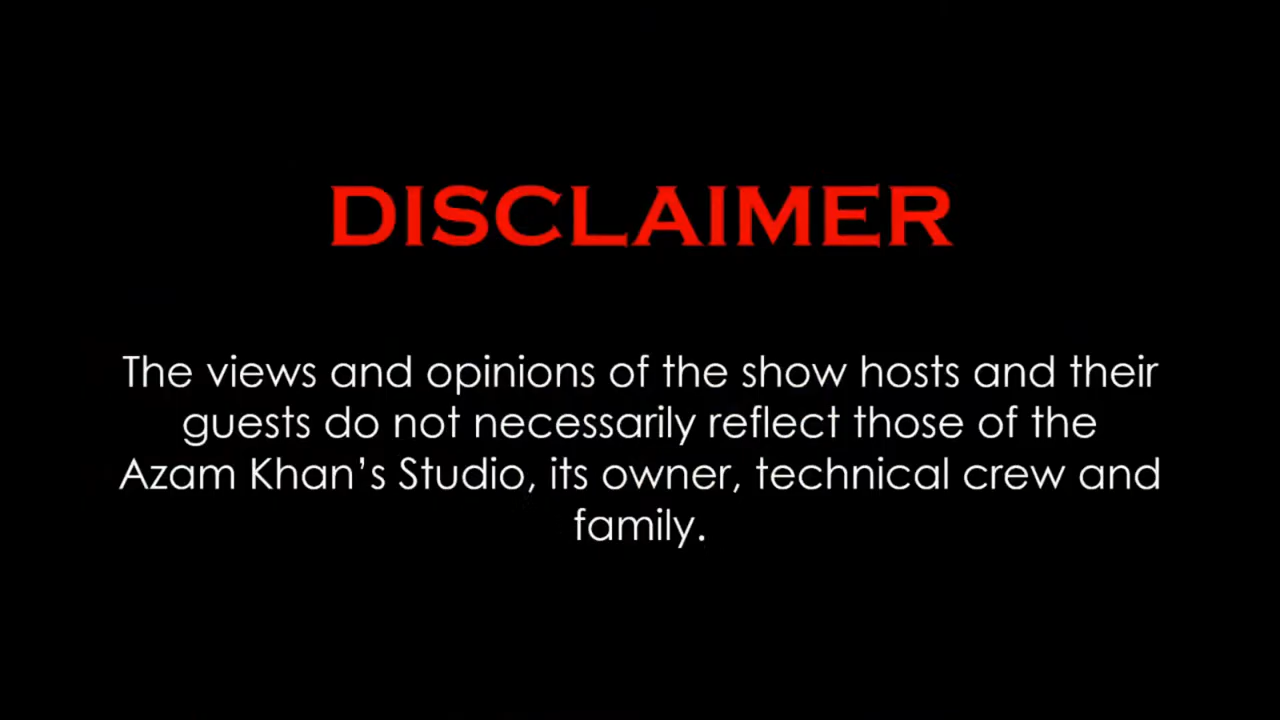 DISCLAIMER
The views and opinions of the show hosts and their
guests do not necessarily reflect those of the
Azam Khan’s Studio, its owner, technical crew and
family.